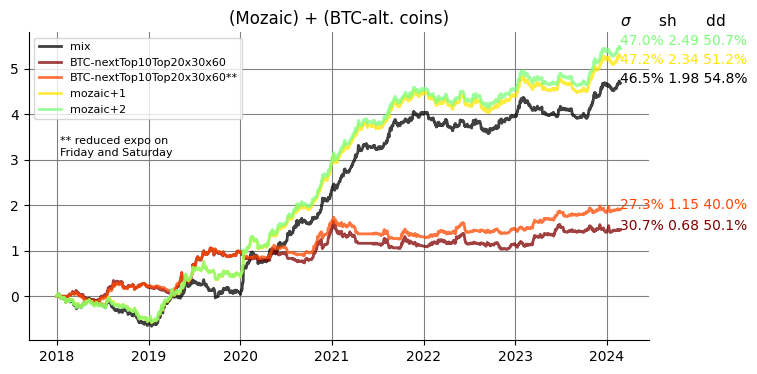 (Mozaic) + (BTC-alt. coins)
σ sh dd
mix
BTC-nextTop10Top20x30x60
BTC-nextTop10Top20x30x60**
mozaic+1
mozaic+2
** reduced expo on
Friday and Saturday
47.0% 2.49 50.7%
47.2% 2.34 51.2%
46.5% 1.98 54.8%
27.3% 1.15 40.0%
30.7% 0.68 50.1%
5
4
3
2
1
0
2018 2019 2020 2021 2022 2023 2024